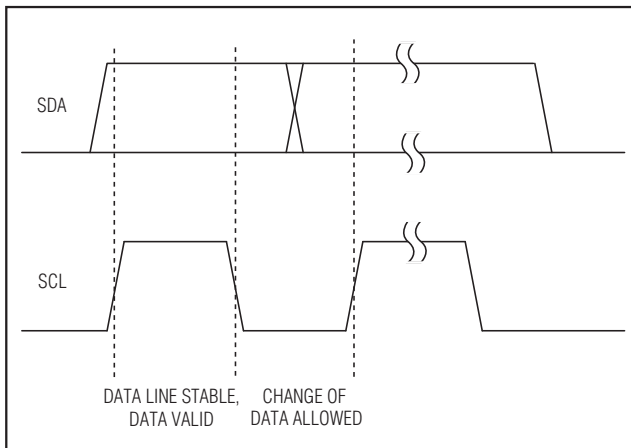 SDA
SCL
DATA LINE STABLE,
DATA VALID
CHANGE OF
DATA ALLOWED